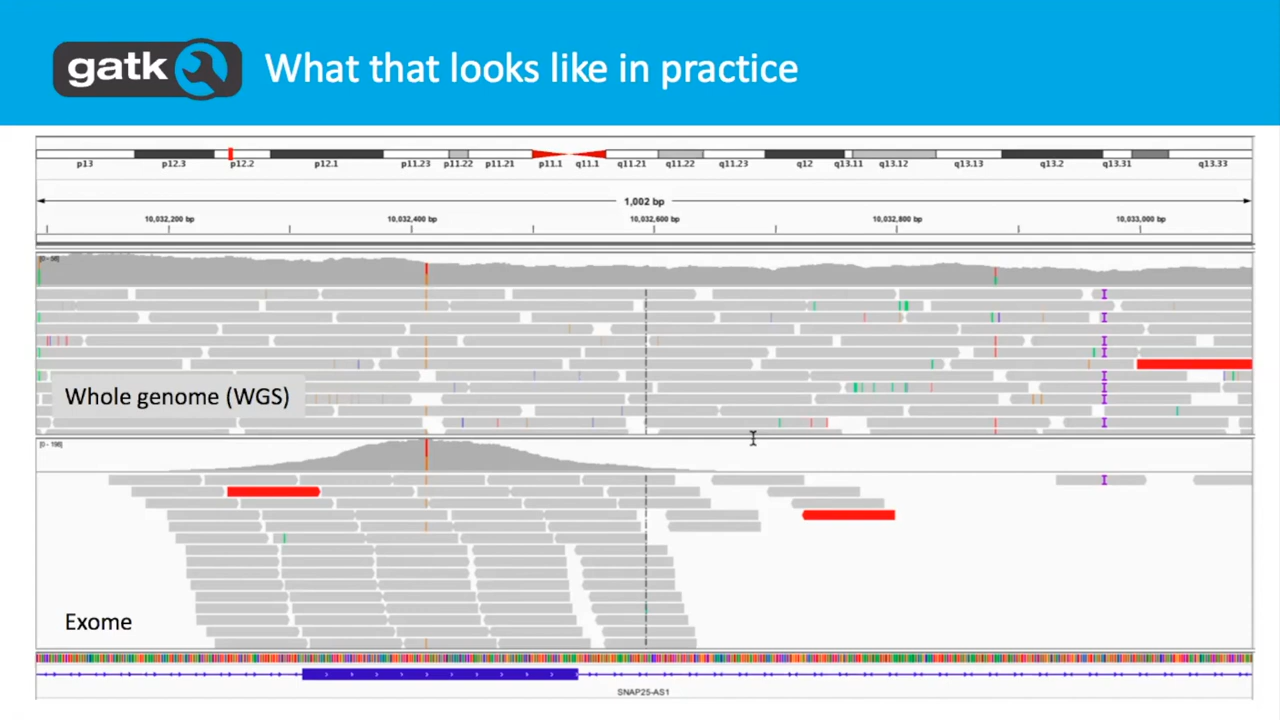 gatk What that looks like in practice
p13 p12.3 p12.2 p12.1 p11.23 p11.22 p11.21 p11.1 q11.1 q11.21 q11.22 q11.23 q12 q13.11 q13.12 q13.13 q13.2 q13.31 q13.33
1,002 bp
10,032,200 bp 10,032,400 bp 10,032,600 bp 10,032,800 bp 10,033,000 bp
Whole genome (WGS)
[0 - 198]
Exome
SNAP25-AS1